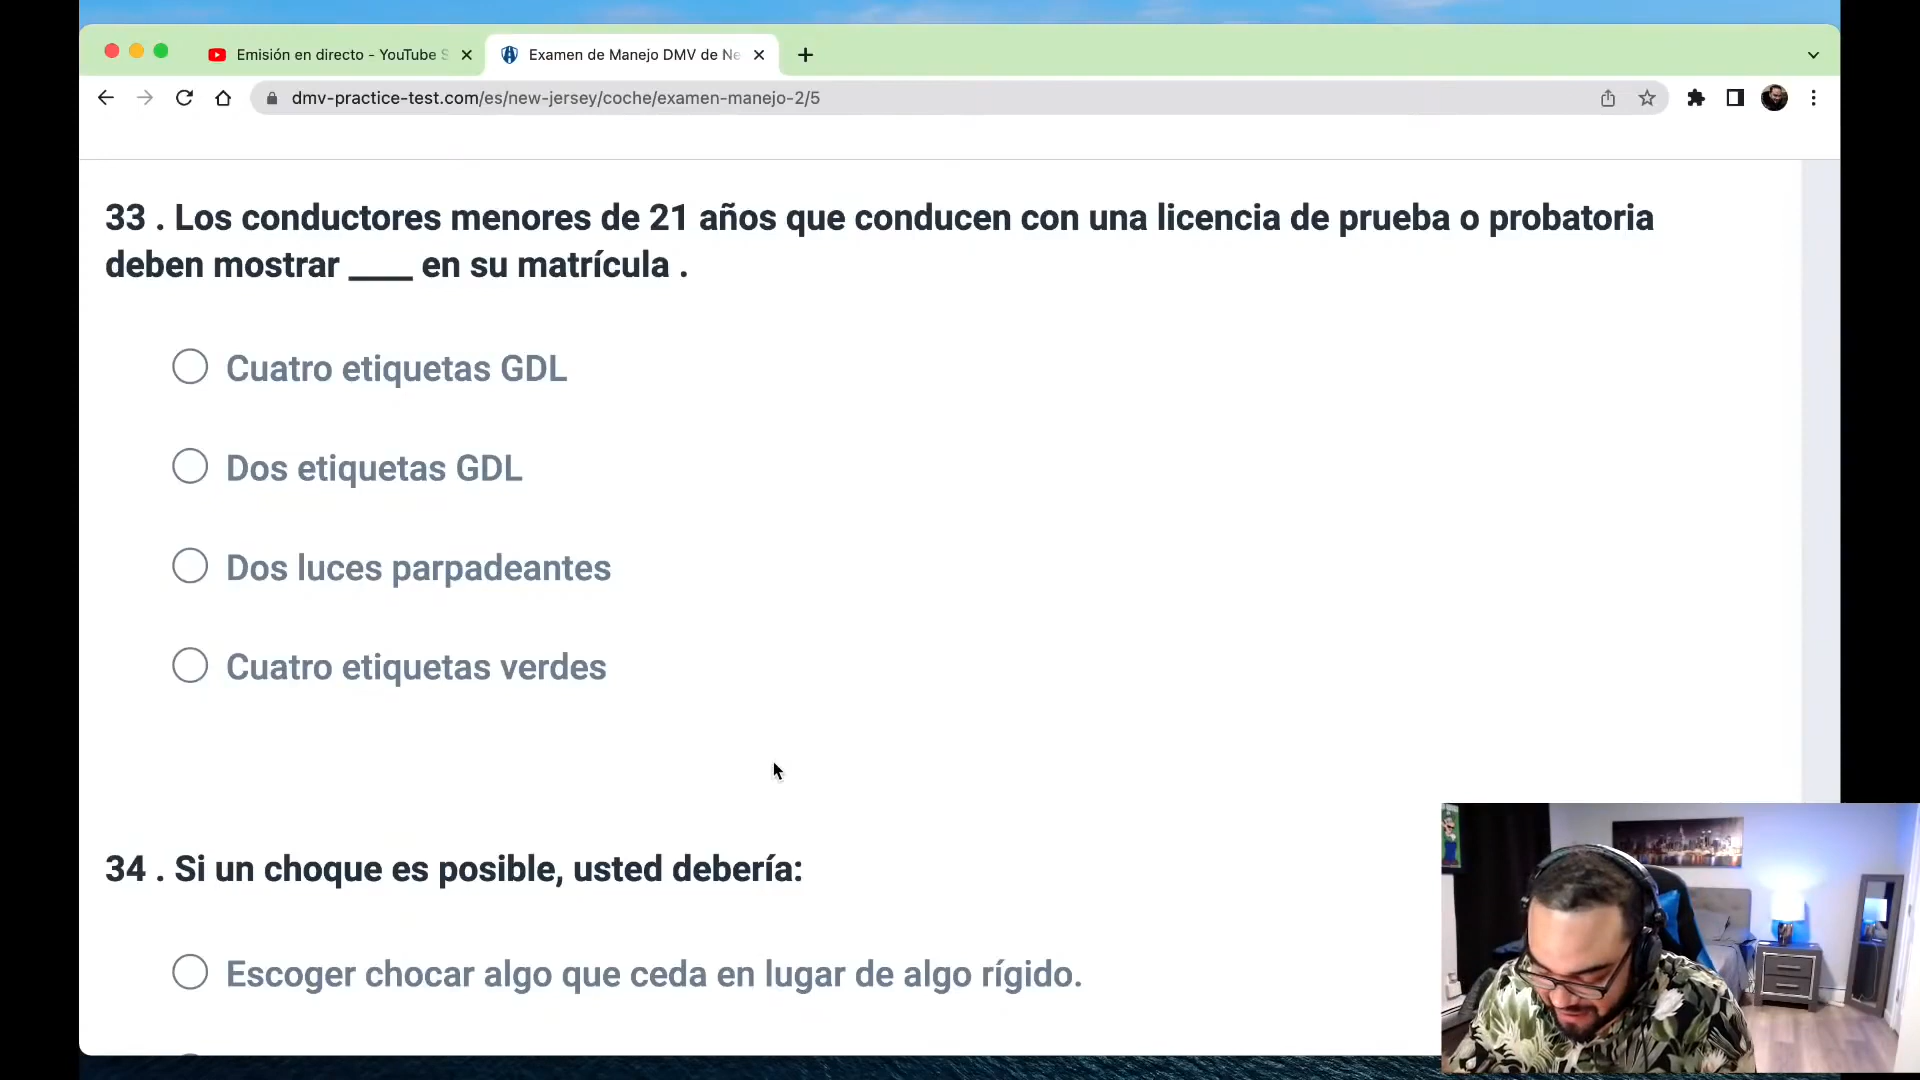 Emisión en directo - YouTube S
Examen de Manejo DMV de Ne
dmv-practice-test.com/es/new-jersey/coche/examen-manejo-2/5
33 . Los conductores menores de 21 años que conducen con una licencia de prueba o probatoria
deben mostrar ____ en su matrícula .
Cuatro etiquetas GDL
Dos etiquetas GDL
Dos luces parpadeantes
Cuatro etiquetas verdes
34 . Si un choque es posible, usted debería:
Escoger chocar algo que ceda en lugar de algo rígido.